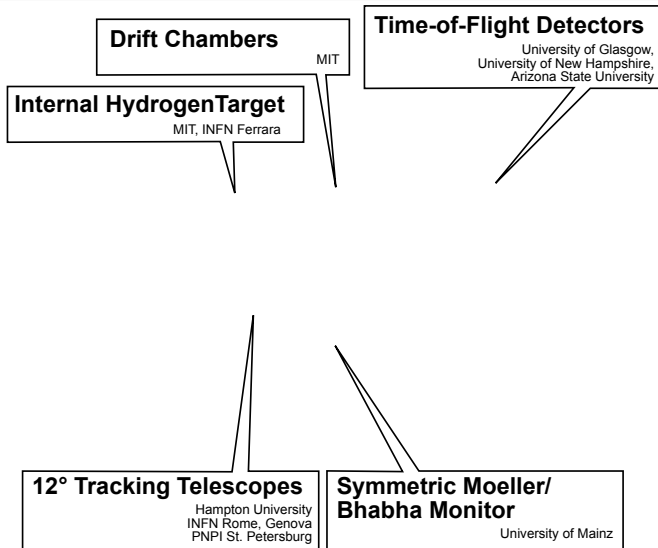 Drift Chambers
MIT
Time-of-Flight Detectors
University of Glasgow,
University of New Hampshire,
Arizona State University
Internal HydrogenTarget
MIT, INFN Ferrara
12° Tracking Telescopes
Hampton University
INFN Rome, Genova
PNPI St. Petersburg
Symmetric Moeller/
Bhabha Monitor
University of Mainz